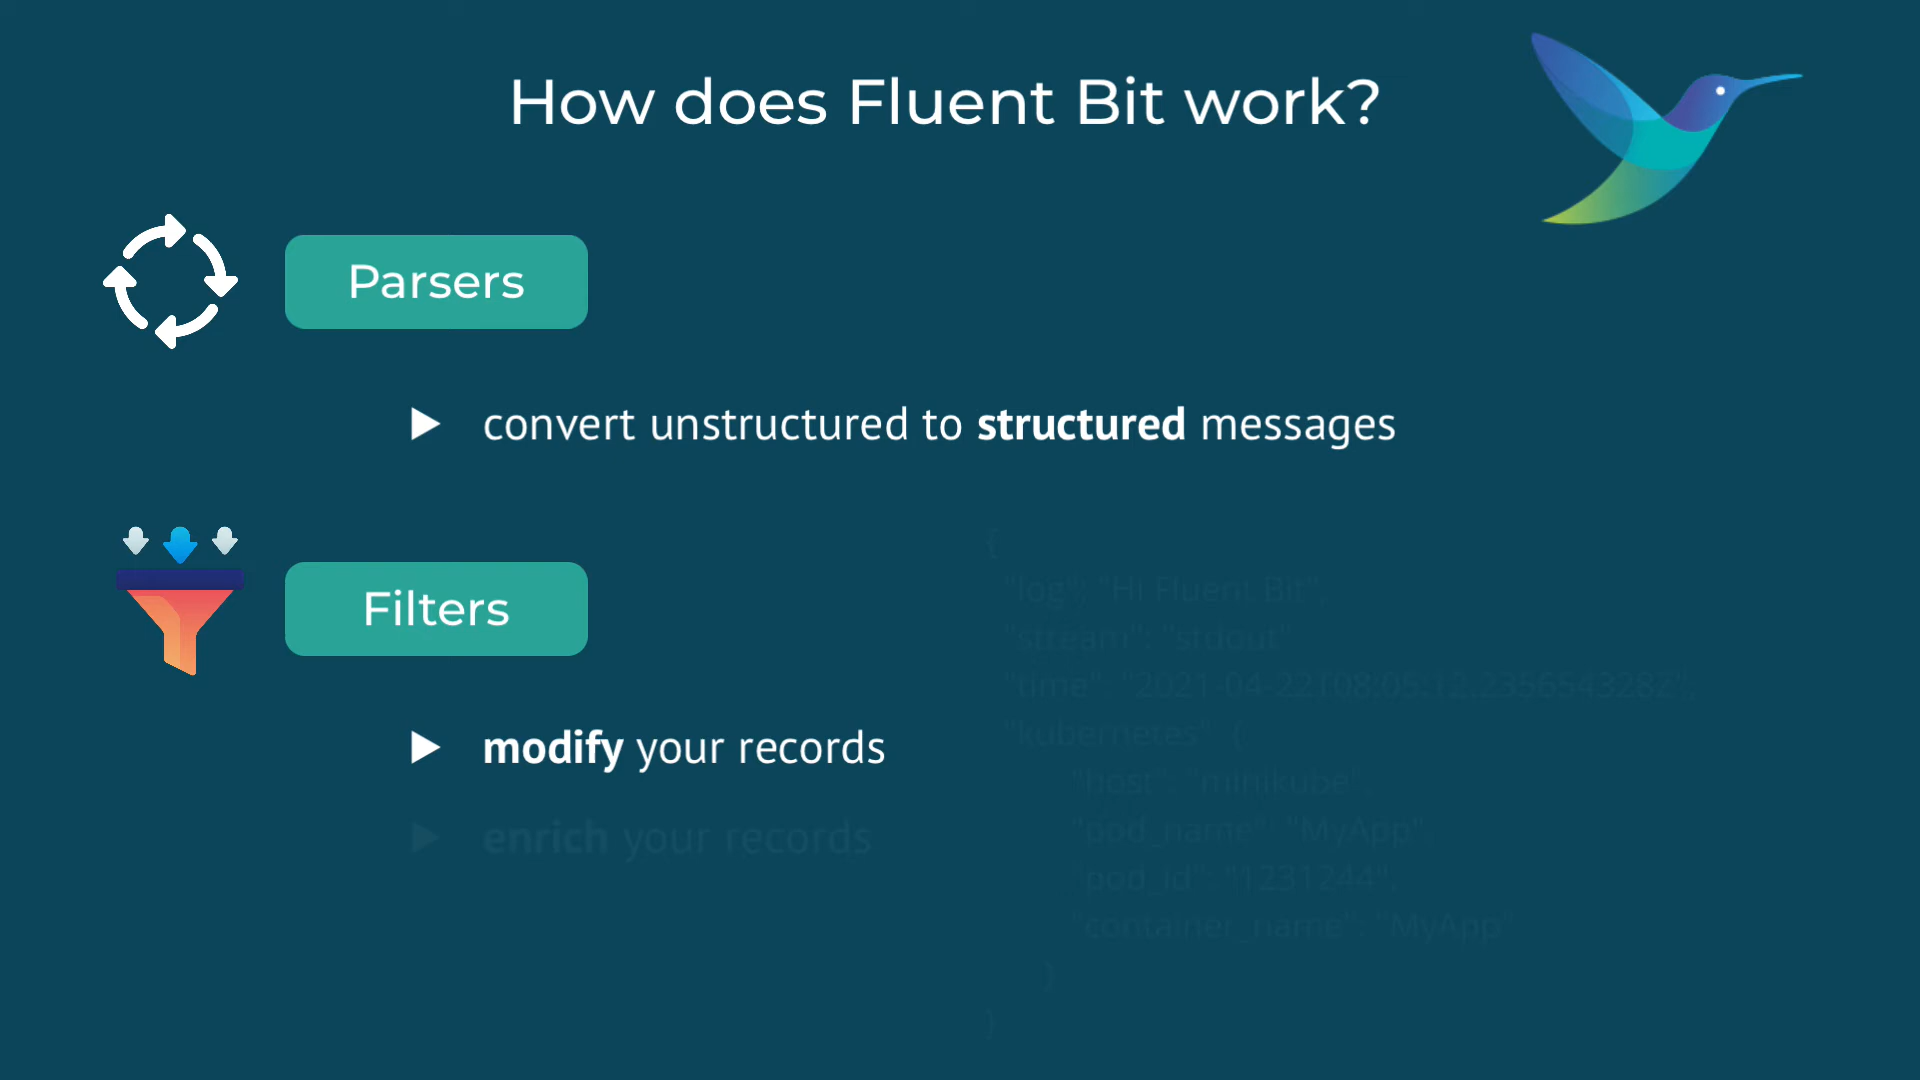 How does Fluent Bit work?
Parsers
convert unstructured to structured messages
Filters
modify your records
enrich your records
{
"log": "Hi Fluent Bit",
"stream": "stdout"
"time":
"kubernetes" {
"host": "minikube",
"pod_name": "MyApp",
"pod_id": "1231244",
"container_name": "MyApp"
}
}